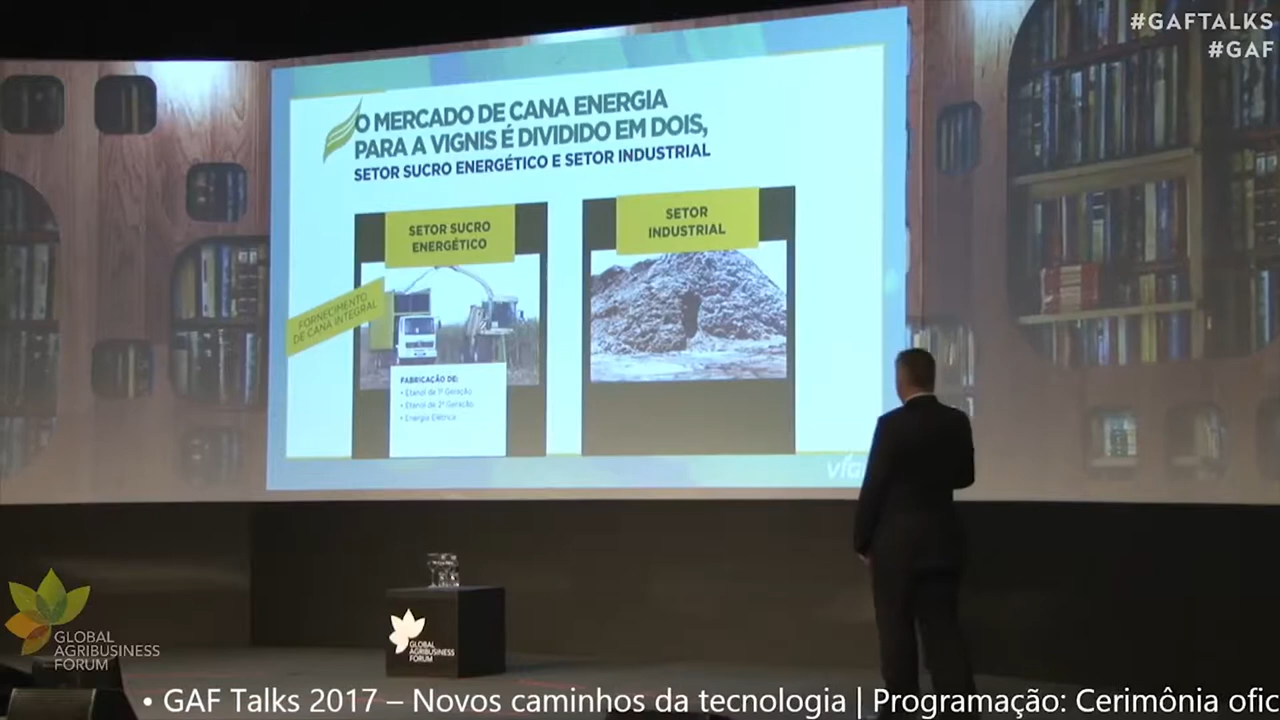 #GAFTALKS
#GAF
O MERCADO DE CANA ENERGIA
PARA A VIGNIS É DIVIDIDO EM DOIS,
SETOR SUCRO ENERGÉTICO E SETOR INDUSTRIAL
SETOR SUCRO
ENERGÉTICO
SETOR
INDUSTRIAL
FORNECIMENTO
DE CANA INTEGRAL
FABRICAÇÃO DE:
• Etanol de 1ª Geração
• Etanol de 2ª Geração
• Energia Elétrica
GLOBAL
AGRIBUSINESS
FORUM
GLOBAL
AGRIBUSINESS
FORUM
• GAF Talks 2017 – Novos caminhos da tecnologia | Programação: Cerimônia ofic